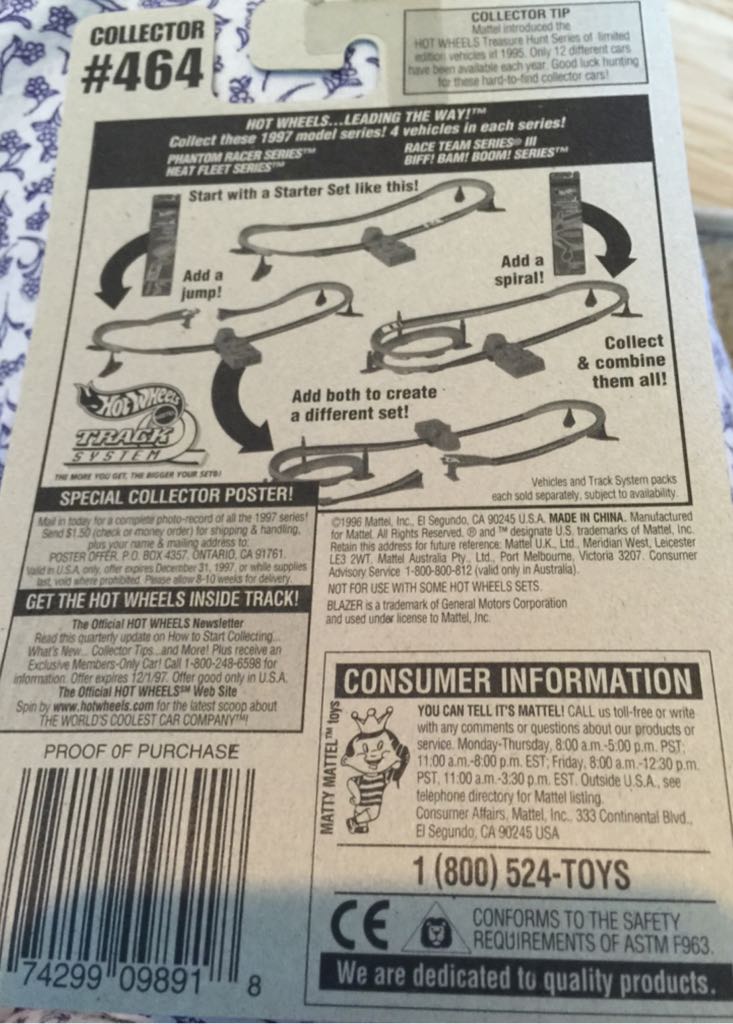 COLLECTOR
#464
COLLECTOR TIP
Mattel introduced the
HOT WHEELS Treasure Hunt Series of limited
edition vehicles in 1995. Only 12 different cars
have been available each year. Good luck hunting
for these hard-to-find collector cars!
HOT WHEELS...LEADING THE WAY!™
Collect these 1997 model series! 4 vehicles in each series!
PHANTOM RACER SERIES™
HEAT FLEET SERIES™
RACE TEAM SERIES® III
BIFF! BAM! BOOM! SERIES™
Start with a Starter Set like this!
Add a
jump!
Add a
spiral!
Collect
& combine
them all!
Add both to create
a different set!
HOT WHEELS
TRACK
SYSTEM
THE MORE YOU GET, THE BIGGER YOUR SETS!
Vehicles and Track System packs
each sold separately, subject to availability.
SPECIAL COLLECTOR POSTER!
Mail in today for a complete photo-record of all the 1997 series!
Send $1.50 (check or money order) for shipping & handling,
plus your name & mailing address to:
POSTER OFFER, P.O. BOX 4357, ONTARIO, CA 91761.
Valid in U.S.A. only, offer expires December 31, 1997, or while supplies
last, void where prohibited. Please allow 8-10 weeks for delivery.
GET THE HOT WHEELS INSIDE TRACK!
The Official HOT WHEELS Newsletter
Read this quarterly update on How to Start Collecting...
What's New... Collector Tips...and More! Plus receive an
Exclusive Members-Only Car! Call 1-800-248-6598 for
information. Offer expires 12/1/97. Offer good only in U.S.A.
The Official HOT WHEELS℠ Web Site
Spin by www.hotwheels.com for the latest scoop about
THE WORLD'S COOLEST CAR COMPANY™!
©1996 Mattel, Inc., El Segundo, CA 90245 U.S.A. MADE IN CHINA. Manufactured
for Mattel. All Rights Reserved. ® and ™ designate U.S. trademarks of Mattel, Inc.
Retain this address for future reference: Mattel U.K., Ltd., Meridian West, Leicester
LE3 2WT. Mattel Australia Pty., Ltd., Port Melbourne, Victoria 3207. Consumer
Advisory Service 1-800-800-812 (valid only in Australia).
NOT FOR USE WITH SOME HOT WHEELS SETS.
BLAZER is a trademark of General Motors Corporation
and used under license to Mattel, Inc.
CONSUMER INFORMATION
MATTY MATTEL™ toys
YOU CAN TELL IT'S MATTEL! CALL us toll-free or write
with any comments or questions about our products or
service. Monday-Thursday, 8:00 a.m.-5:00 p.m. PST,
11:00 a.m.-8:00 p.m. EST; Friday, 8:00 a.m.-12:30 p.m.
PST, 11:00 a.m.-3:30 p.m. EST. Outside U.S.A., see
telephone directory for Mattel listing.
Consumer Affairs, Mattel, Inc., 333 Continental Blvd.,
El Segundo, CA 90245 USA
1 (800) 524-TOYS
CE
CONFORMS TO THE SAFETY
REQUIREMENTS OF ASTM F963.
We are dedicated to quality products.
PROOF OF PURCHASE
74299 09891 8